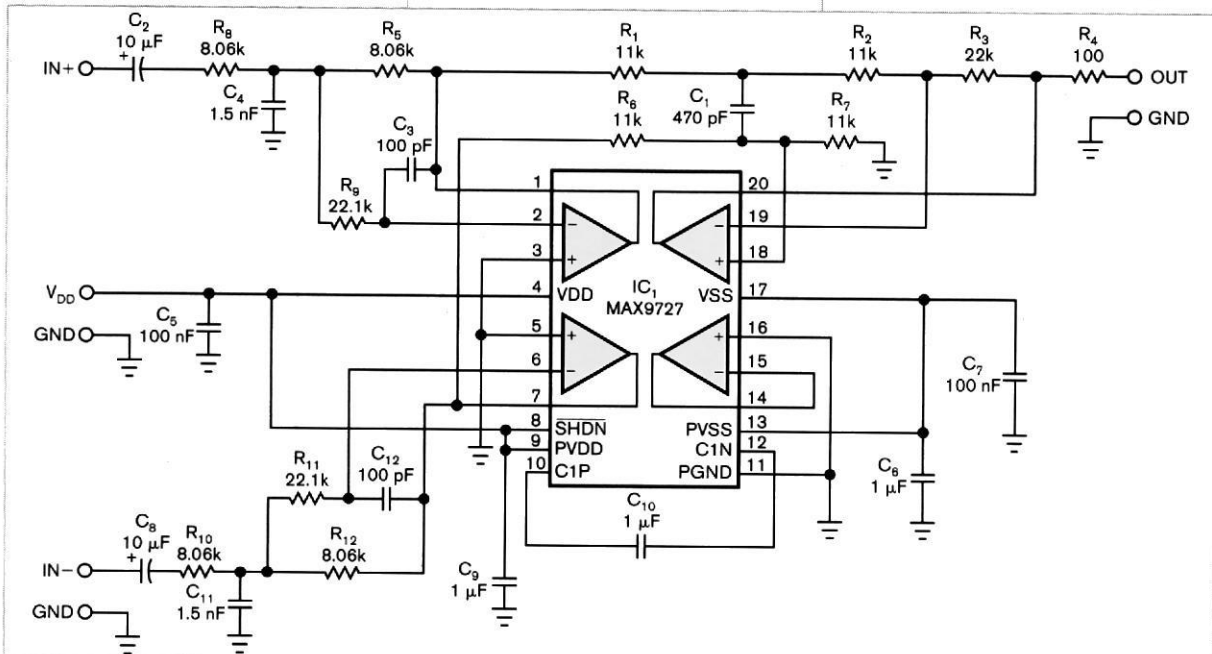 C2
10 µF
+
IN+
R8
8.06k
C4
1.5 nF
R5
8.06k
C3
100 pF
R9
22.1k
R1
11k
R6
11k
C1
470 pF
R2
11k
R7
11k
R3
22k
R4
100
OUT
GND
VDD
C5
100 nF
GND
1
2
3
4
5
6
7
8
9
10
−
+
VDD
+
−
SHDN
PVDD
C1P
IC1
MAX9727
20
19
18
17
16
15
14
13
12
11
−
+
VSS
+
−
PVSS
C1N
PGND
C7
100 nF
C6
1 µF
C10
1 µF
C9
1 µF
R11
22.1k
C12
100 pF
C8
10 µF
+
IN−
R10
8.06k
R12
8.06k
C11
1.5 nF
GND